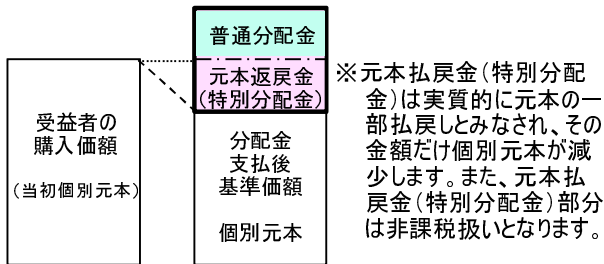 普通分配金
元本返戻金
(特別分配金)
受益者の
購入価額
(当初個別元本)
分配金
支払後
基準価額
個別元本
※元本払戻金(特別分配
金)は実質的に元本の一
部払戻しとみなされ、その
金額だけ個別元本が減
少します。また、元本払
戻金(特別分配金)部分
は非課税扱いとなります。